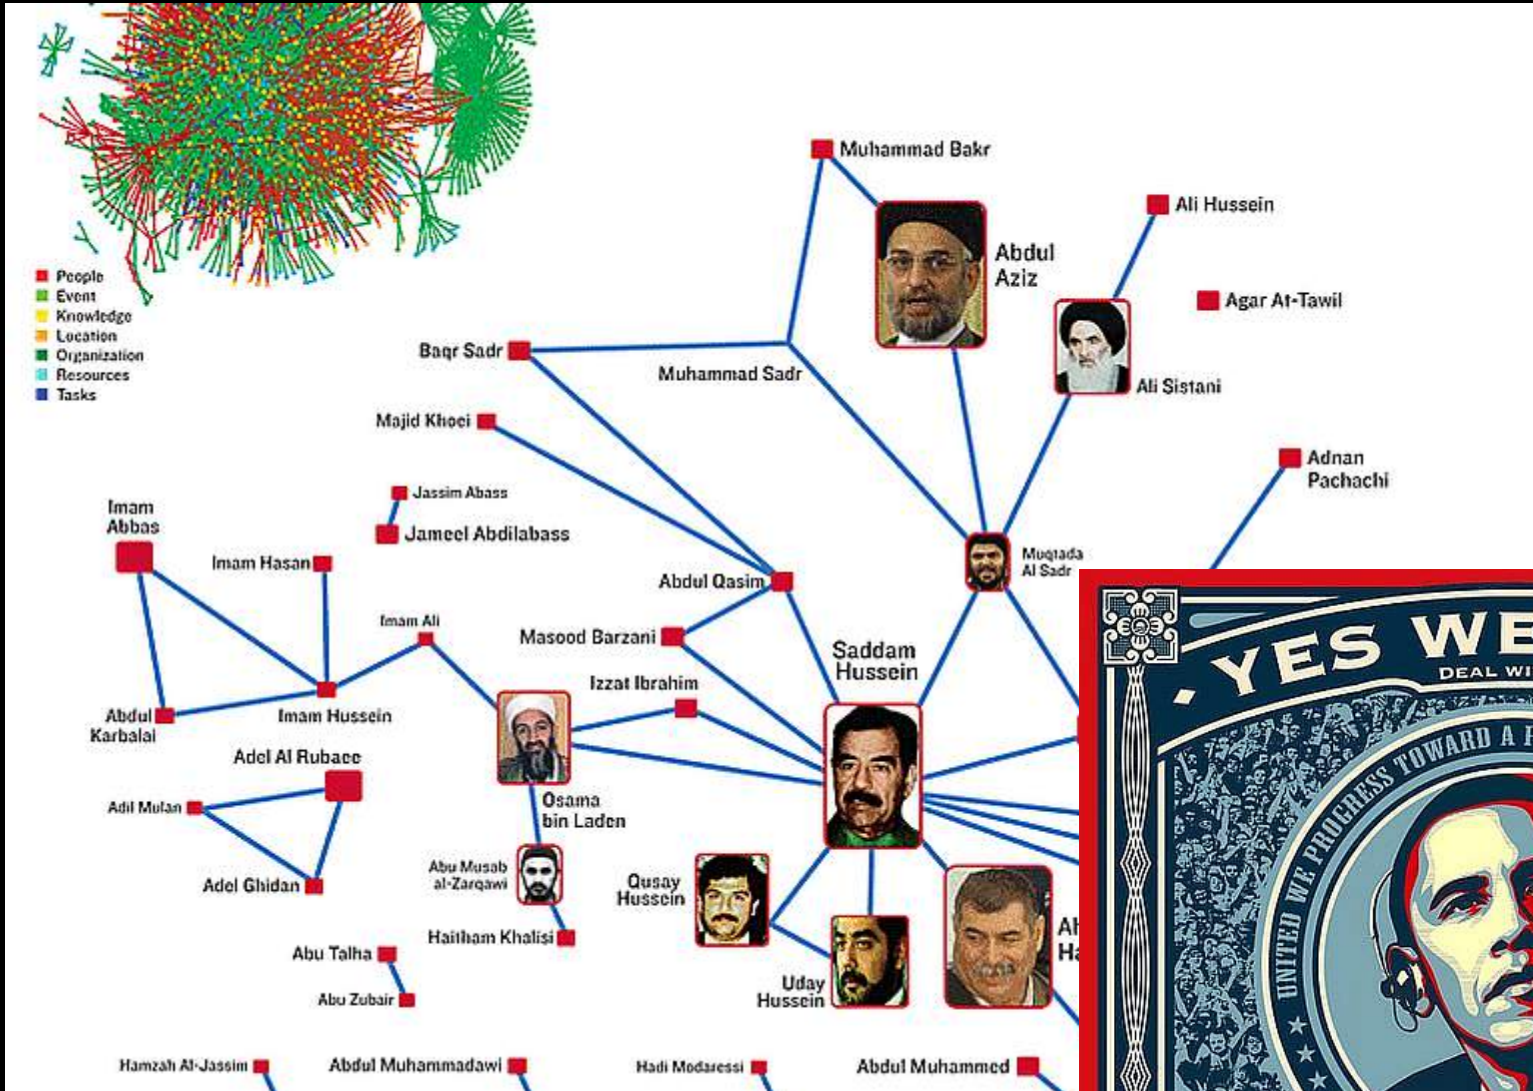 People
Event
Knowledge
Location
Organization
Resources
Tasks
Muhammad Bakr
Ali Hussein
Abdul
Aziz
Agar At-Tawil
Baqr Sadr
Muhammad Sadr
Ali Sistani
Majid Khoei
Adnan
Pachachi
Jassim Abass
Jameel Abdilabass
Imam
Abbas
Imam Hasan
Muqtada
Al Sadr
Abdul Qasim
Imam Ali
Masood Barzani
Saddam
Hussein
Izzat Ibrahim
Abdul
Karbalai
Imam Hussein
Adel Al Rubaee
Adil Mulan
Osama
bin Laden
Abu Musab
al-Zarqawi
Adel Ghidan
Qusay
Hussein
Haitham Khalisi
Abu Talha
Abu Zubair
Uday
Hussein
Ah
Ha
Hamzah Al-Jassim
Abdul Muhammadawi
Hadi Modaressi
Abdul Muhammed
YES WE
DEAL WI
UNITED WE PROGRESS TOWARD A